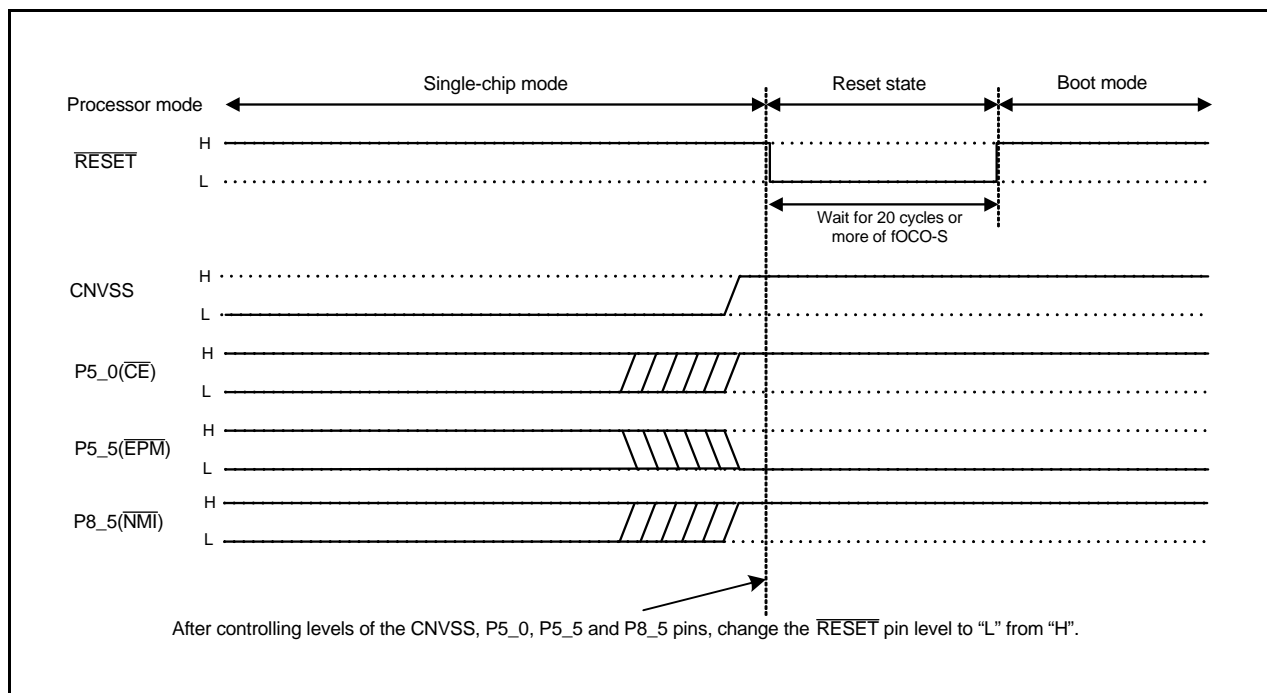 Single-chip mode Reset state Boot mode
Processor mode
RESET H
L
Wait for 20 cycles or
more of fOCO-S
CNVSS H
L
P5_0(CE) H
L
P5_5(EPM) H
L
P8_5(NMI) H
L
After controlling levels of the CNVSS, P5_0, P5_5 and P8_5 pins, change the RESET pin level to “L” from “H”.